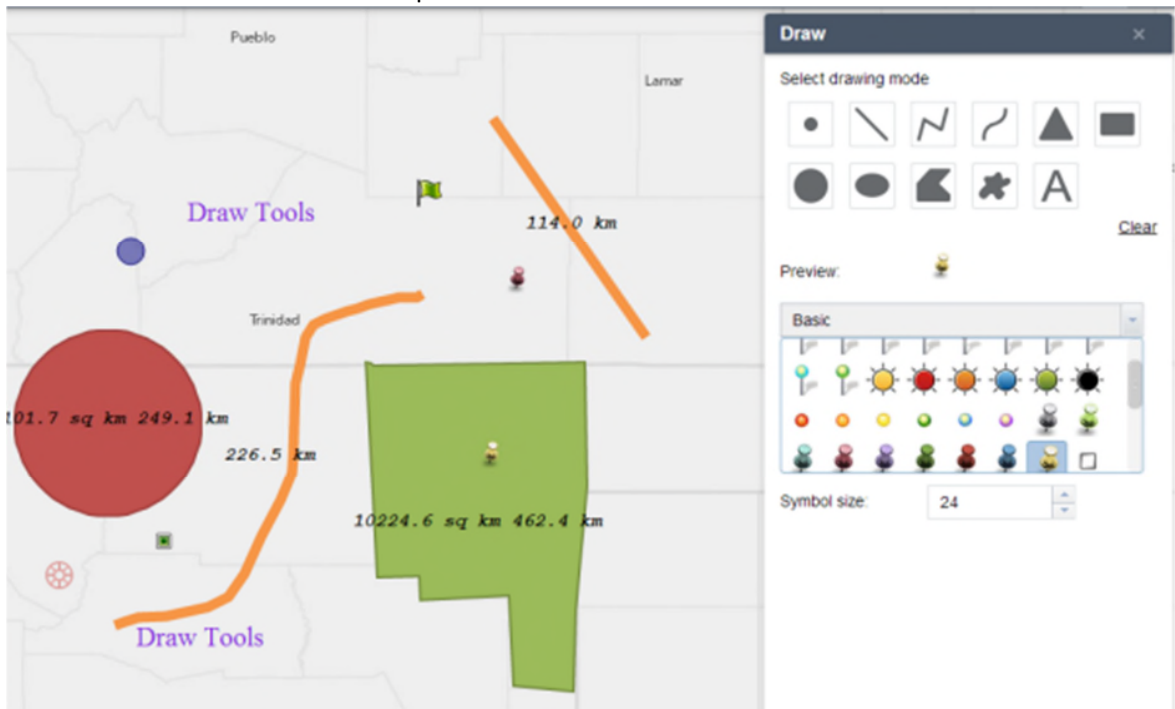 Pueblo
Lamar
Draw Tools
114.0 km
Trinidad
01.7 sq km 249.1 km
226.5 km
10224.6 sq km 462.4 km
Draw Tools
Draw
Select drawing mode
A
Clear
Preview:
Basic
Symbol size:
24